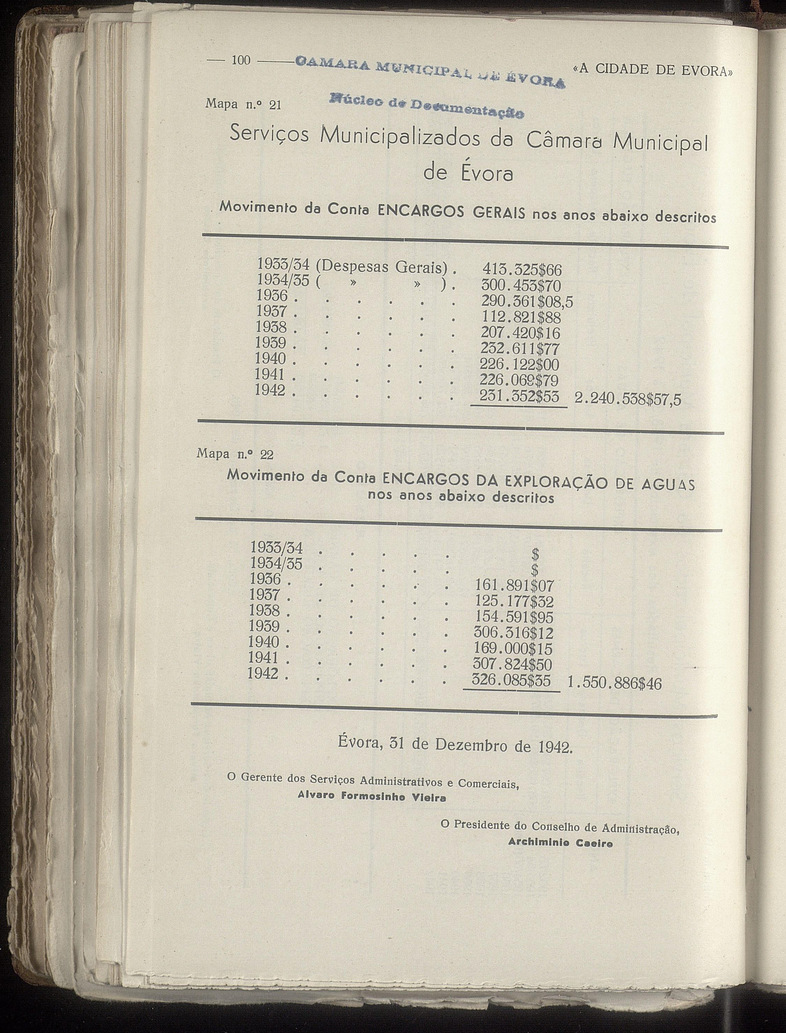 — 100 —
CAMARA MUNICIPAL DE ÉVORA
«A CIDADE DE EVORA»
Núcleo de Documentação
Mapa n.º 21
Serviços Municipalizados da Câmara Municipal
de Évora
Movimento da Conta ENCARGOS GERAIS nos anos abaixo descritos
1933/34 (Despesas Gerais) . 413.325$66
1934/35 ( » » ) . 300.453$70
1936 . . . . . . 290.361$08,5
1937 . . . . . . 112.821$88
1938 . . . . . . 207.420$16
1939 . . . . . . 232.611$77
1940 . . . . . . 226.122$00
1941 . . . . . . 226.069$79
1942 . . . . . . 231.352$53 2.240.538$57,5
Mapa n.º 22
Movimento da Conta ENCARGOS DA EXPLORAÇÃO DE AGUAS
nos anos abaixo descritos
1933/34 . . . . . $
1934/35 . . . . . $
1936 . . . . . . 161.891$07
1937 . . . . . . 125.177$32
1938 . . . . . . 154.591$95
1939 . . . . . . 306.316$12
1940 . . . . . . 169.000$15
1941 . . . . . . 307.824$50
1942 . . . . . . 326.085$35 1.550.886$46
Évora, 31 de Dezembro de 1942.
O Gerente dos Serviços Administrativos e Comerciais,
Alvaro Formosinho Vieira
O Presidente do Conselho de Administração,
Archiminio Caeiro